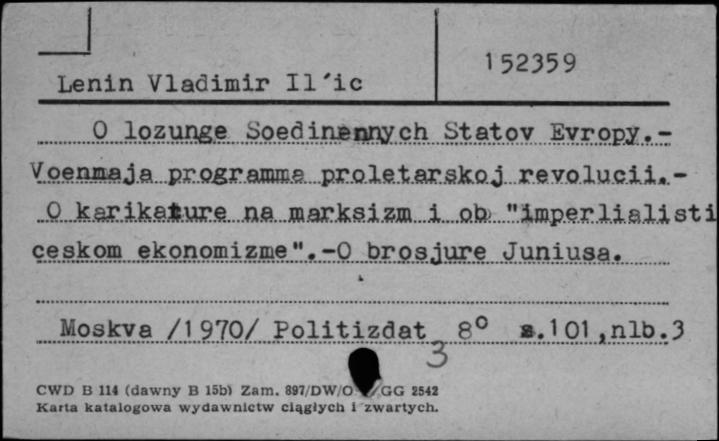 152359
Lenin Vladimir Il'ic
O lozunge Soedinennych Statov Evropy.-
Voennaja programma proletarskoj revolucii.-
O karikature na marksizm i ob "imperlialisti
ceskom ekonomizme".-O brosjure Juniusa.
Moskva /1970/ Politizdat 8° s.101,nlb.3
3
CWD B 114 (dawny B 15b) Zam. 897/DW/O /GG 2542
Karta katalogowa wydawnictw ciągłych i zwartych.